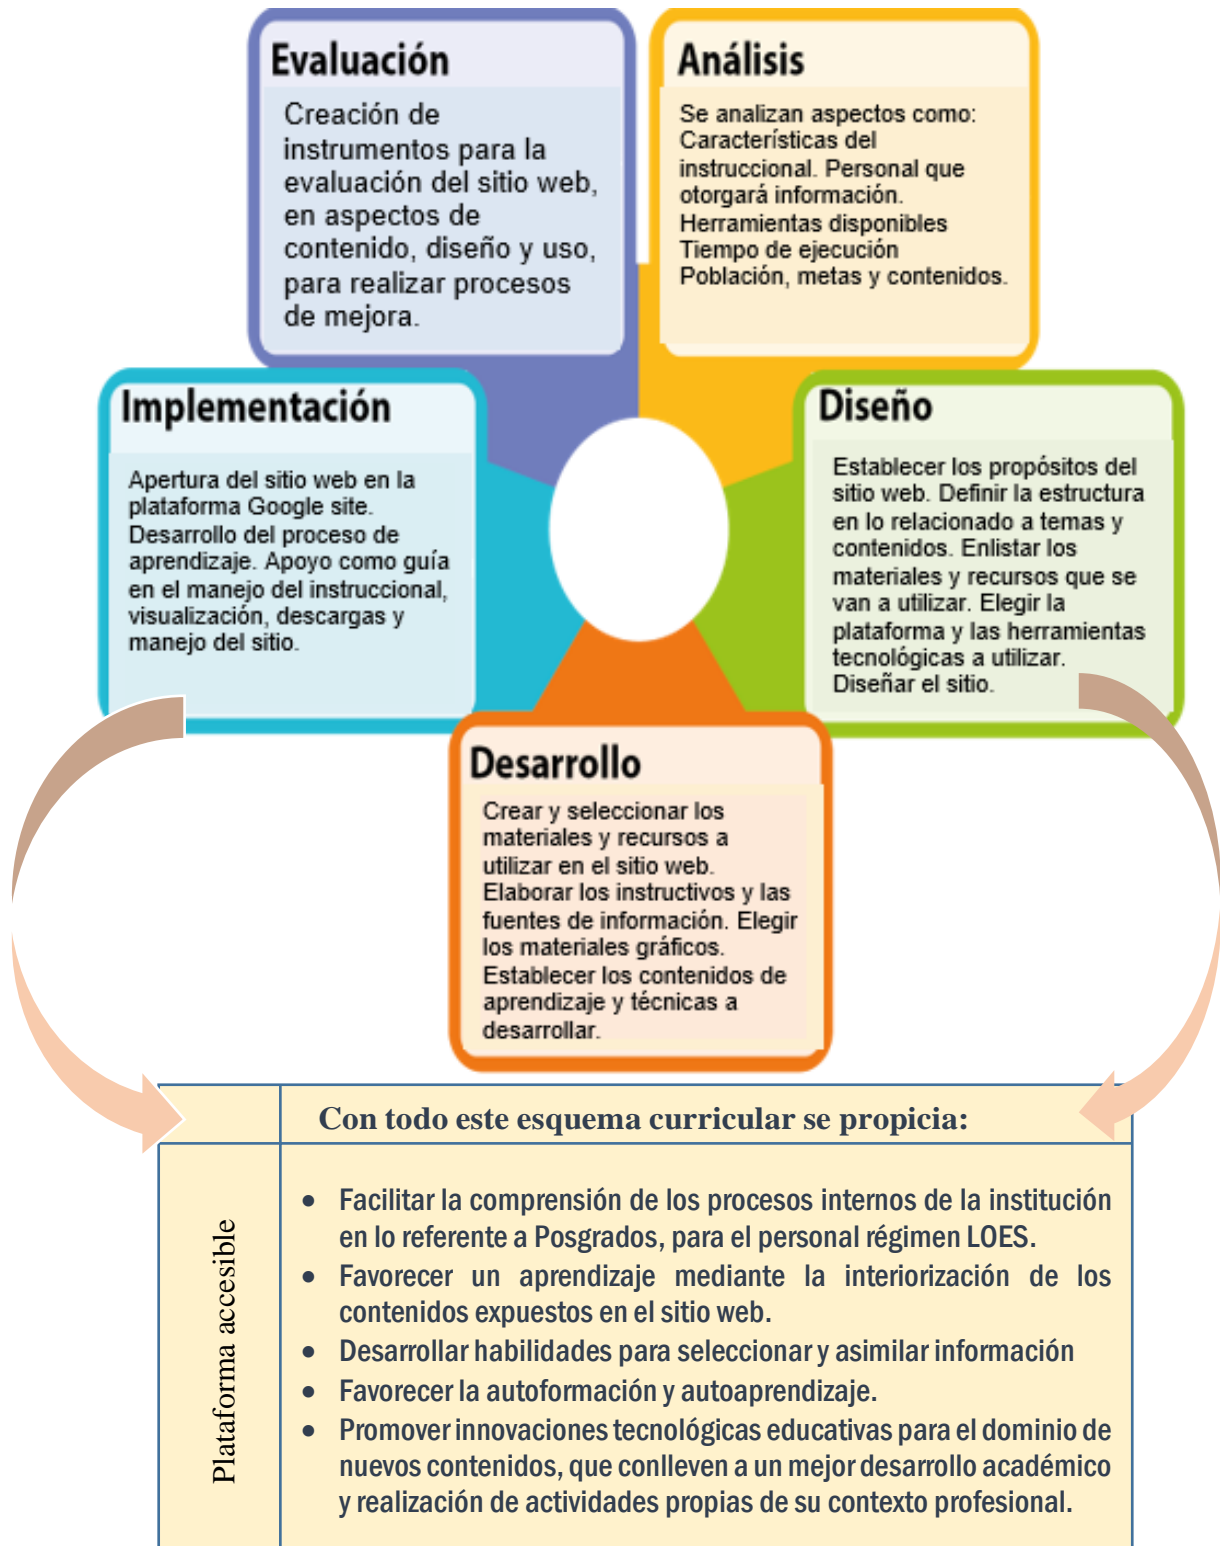 Evaluación
Creación de
instrumentos para la
evaluación del sitio web,
en aspectos de
contenido, diseño y uso,
para realizar procesos
de mejora.
Análisis
Se analizan aspectos como:
Características del
instruccional. Personal que
otorgará información.
Herramientas disponibles
Tiempo de ejecución
Población, metas y contenidos.
Implementación
Apertura del sitio web en la
plataforma Google site.
Desarrollo del proceso de
aprendizaje. Apoyo como guía
en el manejo del instruccional,
visualización, descargas y
manejo del sitio.
Diseño
Establecer los propósitos del
sitio web. Definir la estructura
en lo relacionado a temas y
contenidos. Enlistar los
materiales y recursos que se
van a utilizar. Elegir la
plataforma y las herramientas
tecnológicas a utilizar.
Diseñar el sitio.
Desarrollo
Crear y seleccionar los
materiales y recursos a
utilizar en el sitio web.
Elaborar los instructivos y las
fuentes de información. Elegir
los materiales gráficos.
Establecer los contenidos de
aprendizaje y técnicas a
desarrollar.
Con todo este esquema curricular se propicia:
Plataforma accesible
• Facilitar la comprensión de los procesos internos de la institución
en lo referente a Posgrados, para el personal régimen LOES.
• Favorecer un aprendizaje mediante la interiorización de los
contenidos expuestos en el sitio web.
• Desarrollar habilidades para seleccionar y asimilar información
• Favorecer la autoformación y autoaprendizaje.
• Promover innovaciones tecnológicas educativas para el dominio de
nuevos contenidos, que conlleven a un mejor desarrollo académico
y realización de actividades propias de su contexto profesional.